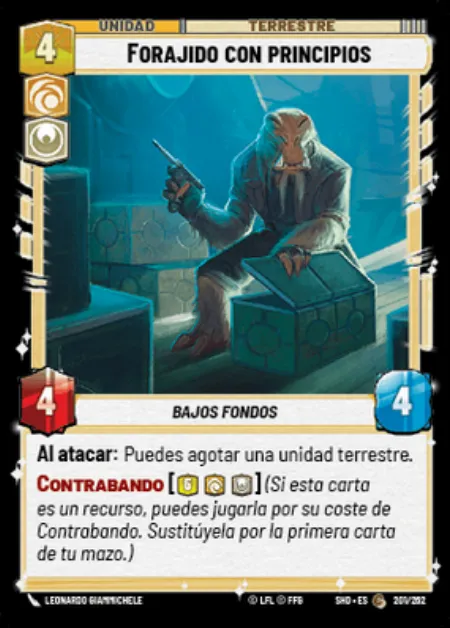 UNIDAD TERRESTRE
4
FORAJIDO CON PRINCIPIOS
4
BAJOS FONDOS
4
Al atacar: Puedes agotar una unidad terrestre.
CONTRABANDO [6](Si esta carta
es un recurso, puedes jugarla por su coste de
Contrabando. Sustitúyela por la primera carta
de tu mazo.)
LEONARDO GIAMMICHELE © LFL © FFG SHD • ES 201/262